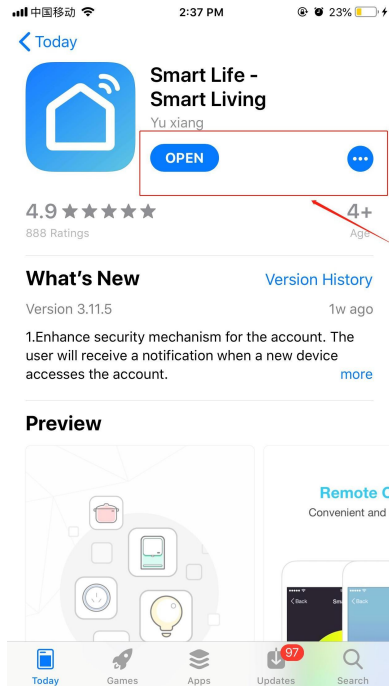 中国移动 2:37 PM 23%
Today
Smart Life -
Smart Living
Yu xiang
OPEN
4.9 4+
888 Ratings Age
What's New Version History
Version 3.11.5 1w ago
1.Enhance security mechanism for the account. The
user will receive a notification when a new device
accesses the account. more
Preview
Remote
Convenient and
Back
Back
97
Today Games Apps Updates Search